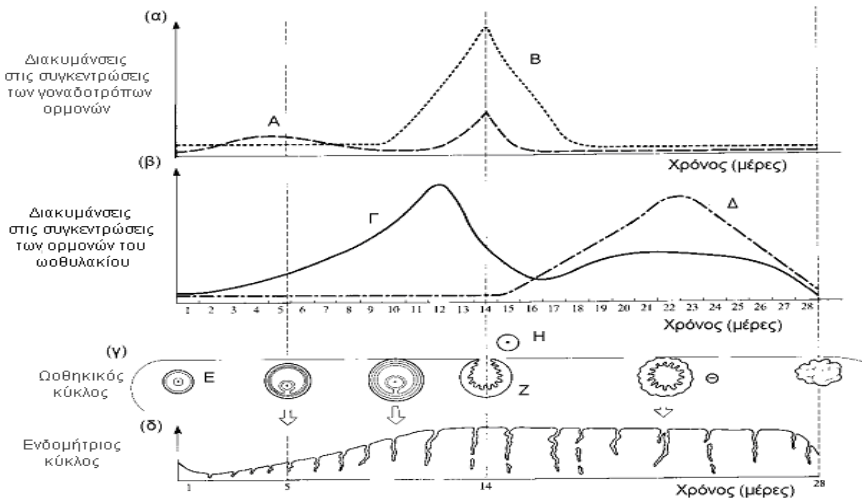 (α)
Διακυμάνσεις
στις συγκεντρώσεις
των γοναδοτρόπων
ορμονών
Α
Β
Χρόνος (μέρες)
(β)
Διακυμάνσεις
στις συγκεντρώσεις
των ορμονών του
ωοθυλακίου
Γ
Δ
1 2 3 4 5 6 7 8 9 10 11 12 13 14 15 16 17 18 19 20 21 22 23 24 25 26 27 28
Χρόνος (μέρες)
(γ)
Ωοθηκικός
κύκλος
Ε
Η
Ζ
Θ
(δ)
Ενδομήτριος
κύκλος
1 5 14 28
Χρόνος (μέρες)